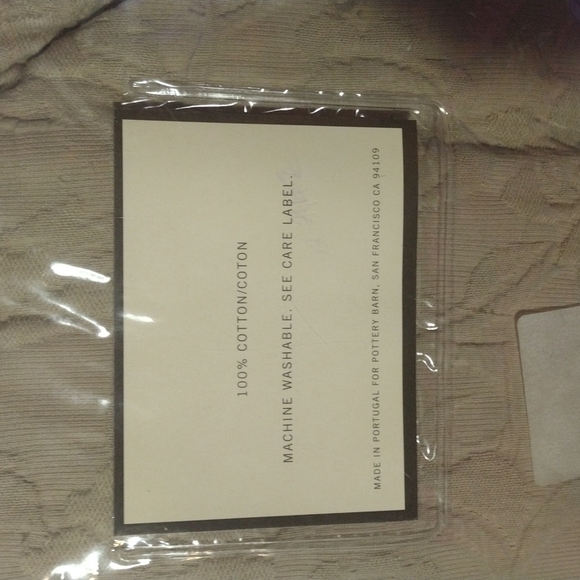 100% COTTON/COTON
MACHINE WASHABLE. SEE CARE LABEL.
MADE IN PORTUGAL FOR POTTERY BARN, SAN FRANCISCO CA 94109